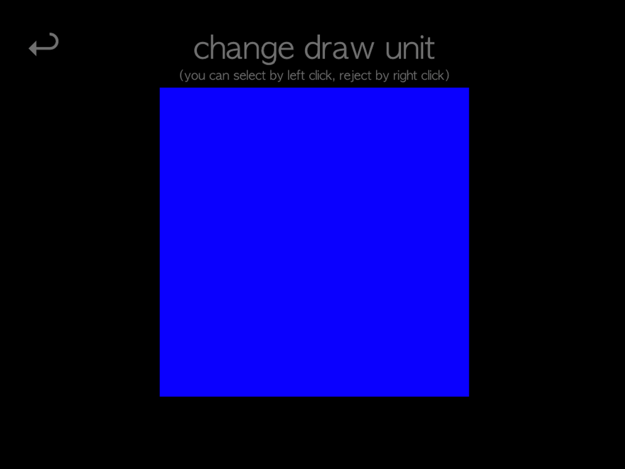 change draw unit
(you can select by left click, reject by right click)